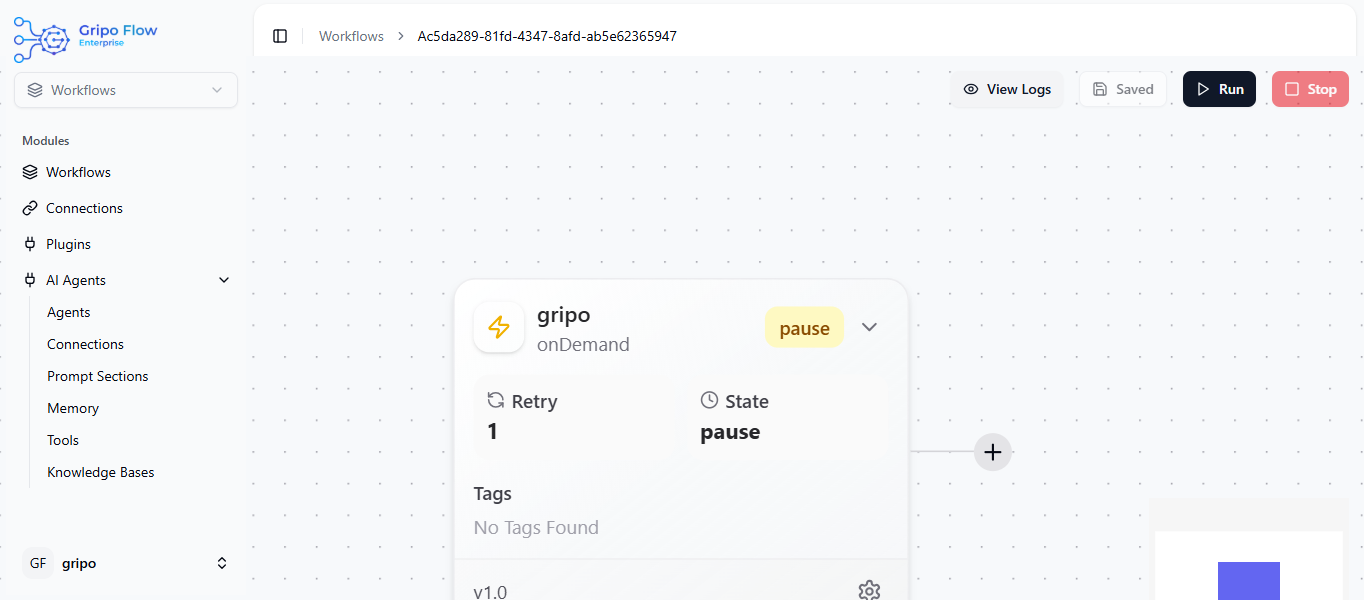 Gripo Flow
Enterprise
Workflows
Modules
Workflows
Connections
Plugins
AI Agents
Agents
Connections
Prompt Sections
Memory
Tools
Knowledge Bases
GF gripo
Workflows > Ac5da289-81fd-4347-8afd-ab5e62365947
View Logs Saved Run Stop
gripo
onDemand
pause
Retry State
1 pause
Tags
No Tags Found
v1.0